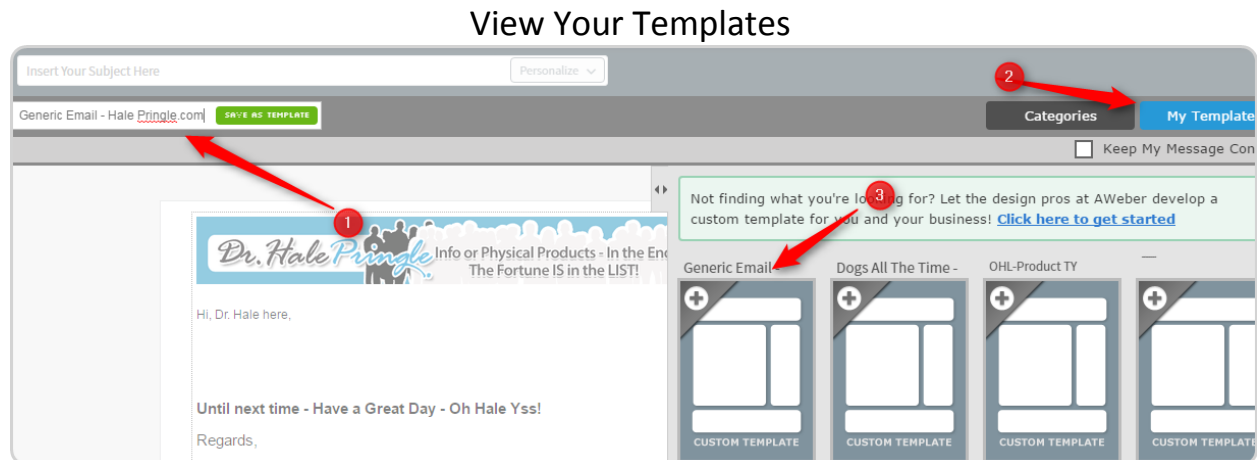 View Your Templates
Insert Your Subject Here
Personalize
2
Generic Email - Hale Pringle.com
SAVE AS TEMPLATE
Categories
My Template
Keep My Message Con
1
3
Not finding what you're looking for? Let the design pros at AWeber develop a
custom template for you and your business! Click here to get started
Dr. Hale Pringle
Info or Physical Products - In the End
The Fortune IS in the LIST!
Generic Email -
Dogs All The Time -
OHL-Product TY
Hi, Dr. Hale here,
Until next time - Have a Great Day - Oh Hale Yss!
Regards,
CUSTOM TEMPLATE
CUSTOM TEMPLATE
CUSTOM TEMPLATE
CUSTOM TEMPLATE